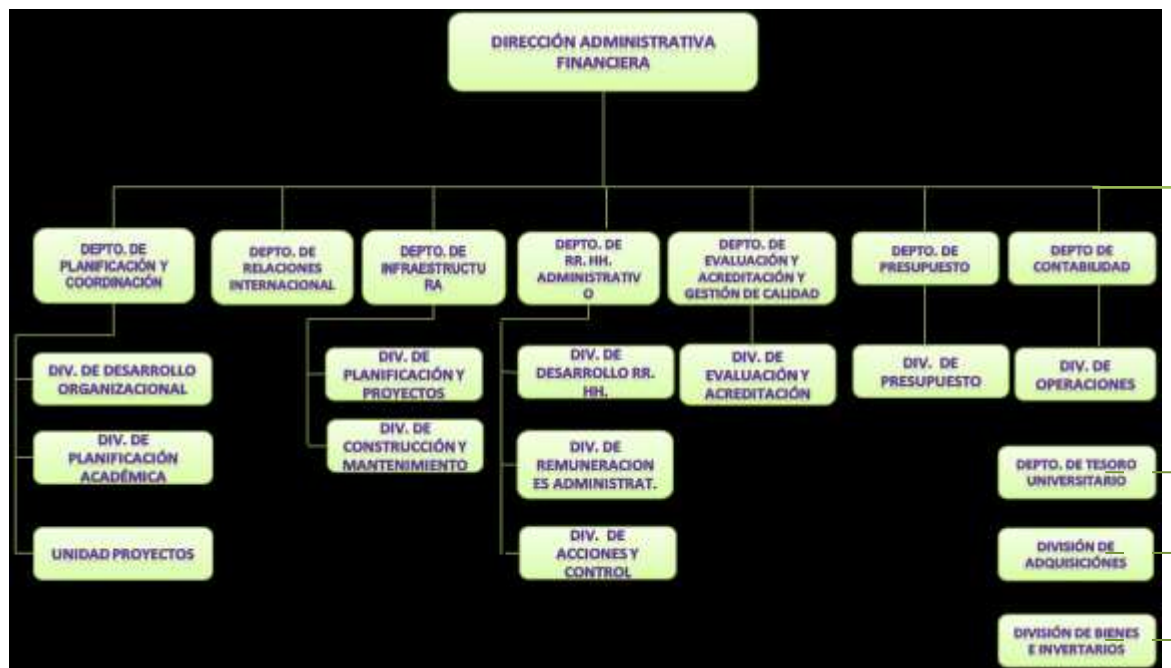 DIRECCIÓN ADMINISTRATIVA
FINANCIERA
DEPTO. DE
PLANIFICACIÓN Y
COORDINACIÓN
DEPTO. DE
RELACIONES
INTERNACIONAL
DEPTO. DE
INFRAESTRUCTU
RA
DEPTO. DE
RR. HH.
ADMINISTRATIV
O
DEPTO. DE
EVALUACIÓN Y
ACREDITACIÓN Y
GESTIÓN DE CALIDAD
DEPTO. DE
PRESUPUESTO
DEPTO DE
CONTABILIDAD
DIV. DE DESARROLLO
ORGANIZACIONAL
DIV. DE
PLANIFICACIÓN Y
PROYECTOS
DIV. DE
DESARROLLO RR.
HH.
DIV. DE
EVALUACIÓN Y
ACREDITACIÓN
DIV. DE
PRESUPUESTO
DIV. DE
OPERACIONES
DIV. DE
PLANIFICACIÓN
ACADÉMICA
DIV. DE
CONSTRUCCIÓN Y
MANTENIMIENTO
DIV. DE
REMUNERACION
ES ADMINISTRAT.
DEPTO. DE TESORO
UNIVERSITARIO
UNIDAD PROYECTOS
DIV. DE
ACCIONES Y
CONTROL
DIVISIÓN DE
ADQUISICIÓNES
DIVISIÓN DE BIENES
E INVERTARIOS